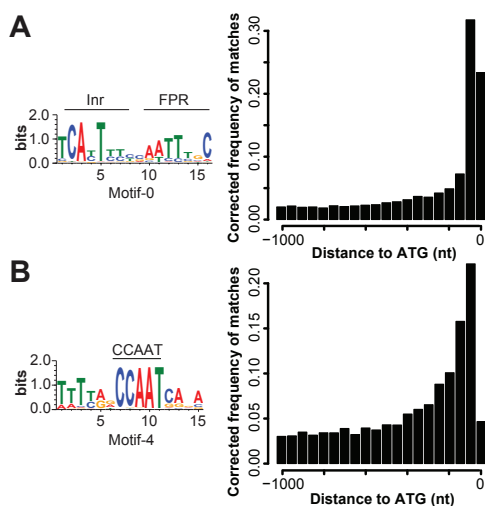 A
Inr FPR
bits
2.0
1.0
0.0
5 10 15
Motif-0
Corrected frequency of matches
0.30
0.20
0.10
0.00
−1000 0
Distance to ATG (nt)
B
CCAAT
bits
2.0
1.0
0.0
5 10 15
Motif-4
Corrected frequency of matches
0.20
0.15
0.10
0.05
0.00
−1000 0
Distance to ATG (nt)